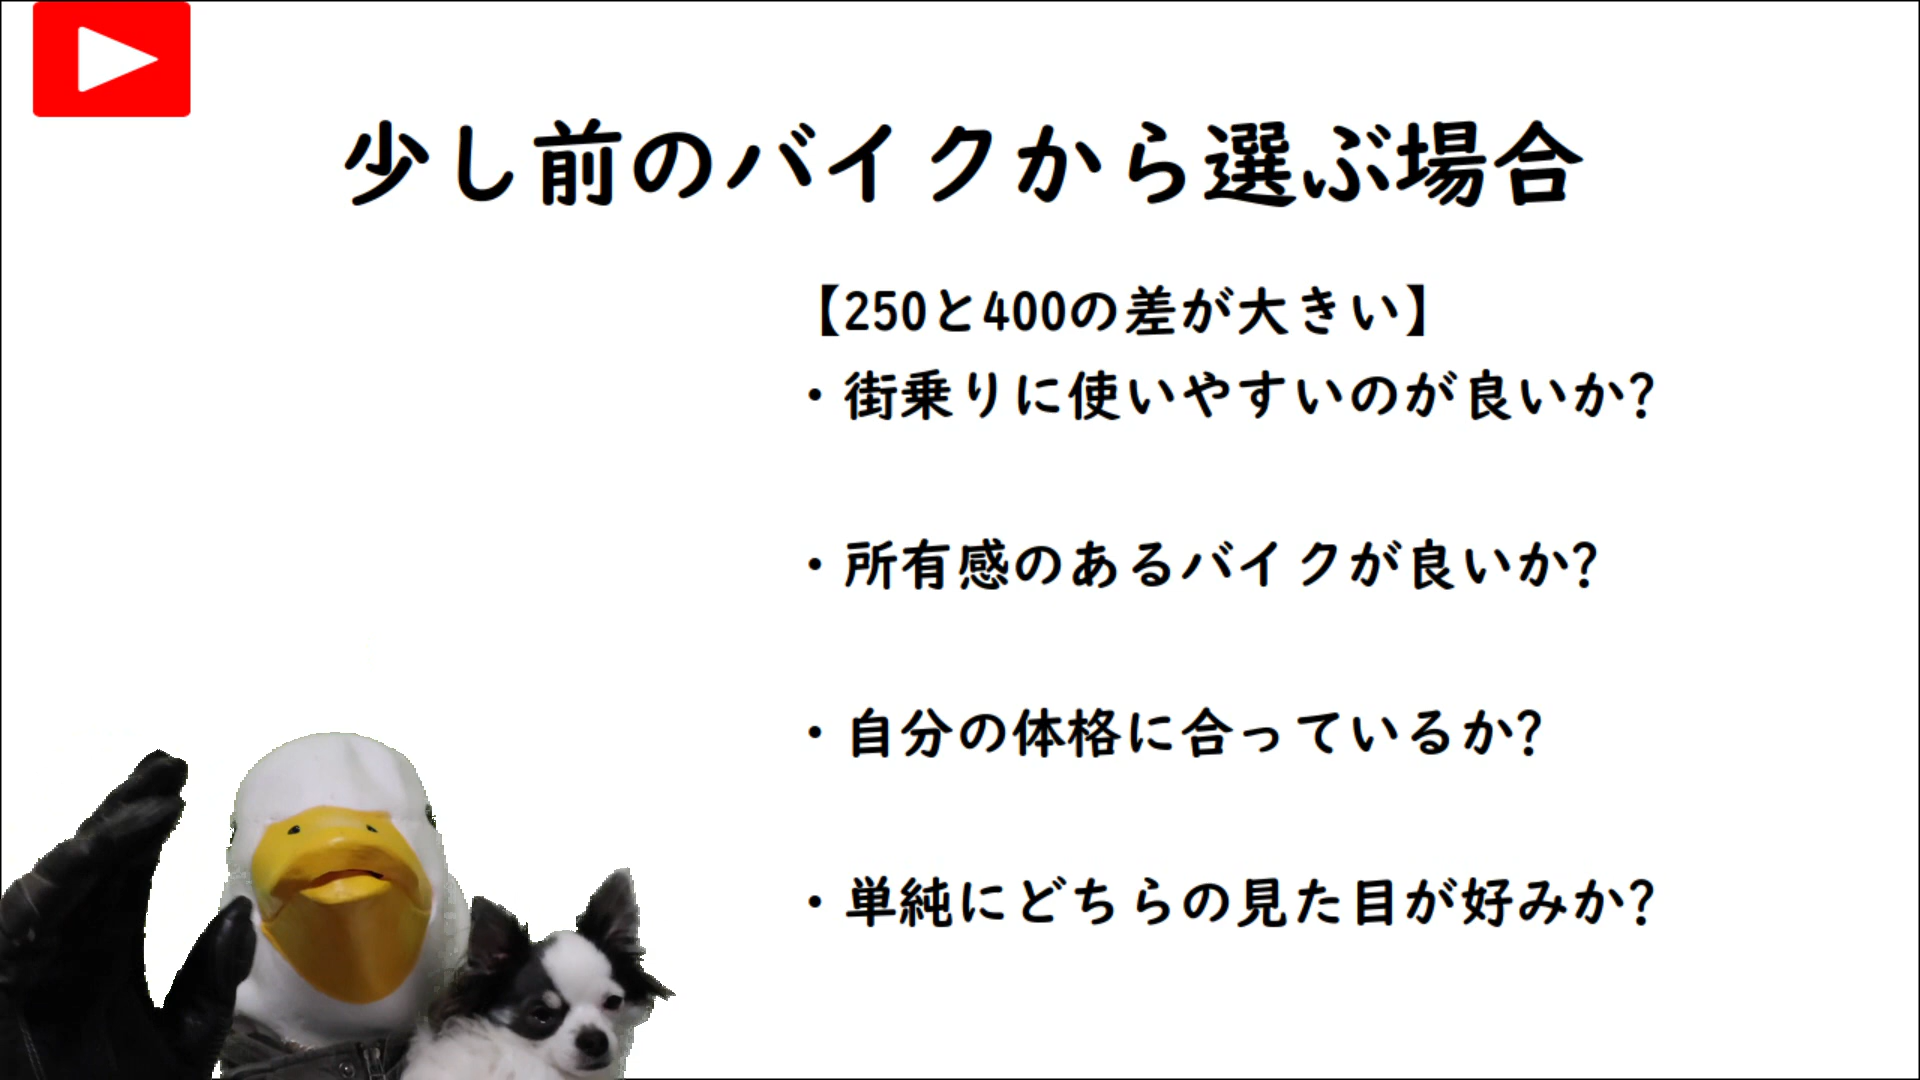 少し前のバイクから選ぶ場合
【250と400の差が大きい】
・街乗りに使いやすいのが良いか?
・所有感のあるバイクが良いか?
・自分の体格に合っているか?
・単純にどちらの見た目が好みか?